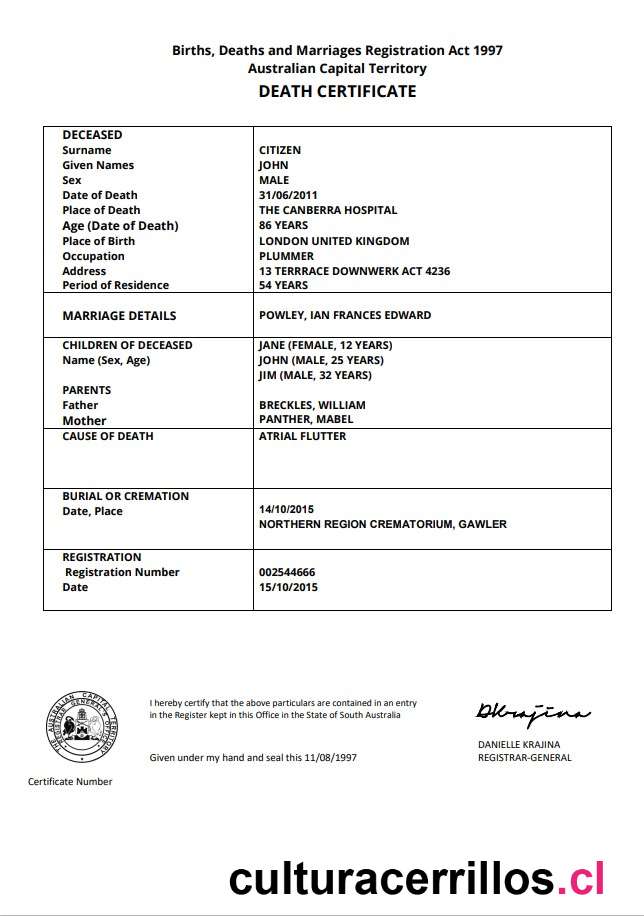 Births, Deaths and Marriages Registration Act 1997
Australian Capital Territory
DEATH CERTIFICATE
DECEASED
Surname CITIZEN
Given Names JOHN
Sex MALE
Date of Death 31/06/2011
Place of Death THE CANBERRA HOSPITAL
Age (Date of Death) 86 YEARS
Place of Birth LONDON UNITED KINGDOM
Occupation PLUMMER
Address 13 TERRRACE DOWNWERK ACT 4236
Period of Residence 54 YEARS
MARRIAGE DETAILS POWLEY, IAN FRANCES EDWARD
CHILDREN OF DECEASED JANE (FEMALE, 12 YEARS)
Name (Sex, Age) JOHN (MALE, 25 YEARS)
JIM (MALE, 32 YEARS)
PARENTS
Father BRECKLES, WILLIAM
Mother PANTHER, MABEL
CAUSE OF DEATH ATRIAL FLUTTER
BURIAL OR CREMATION
Date, Place 14/10/2015
NORTHERN REGION CREMATORIUM, GAWLER
REGISTRATION
Registration Number 002544666
Date 15/10/2015
THE AUSTRALIAN CAPITAL TERRITORY
REGISTRAR GENERAL'S OFFICE
I hereby certify that the above particulars are contained in an entry
in the Register kept in this Office in the State of South Australia
Given under my hand and seal this 11/08/1997
DKrajina
DANIELLE KRAJINA
REGISTRAR-GENERAL
Certificate Number
culturacerrillos.cl